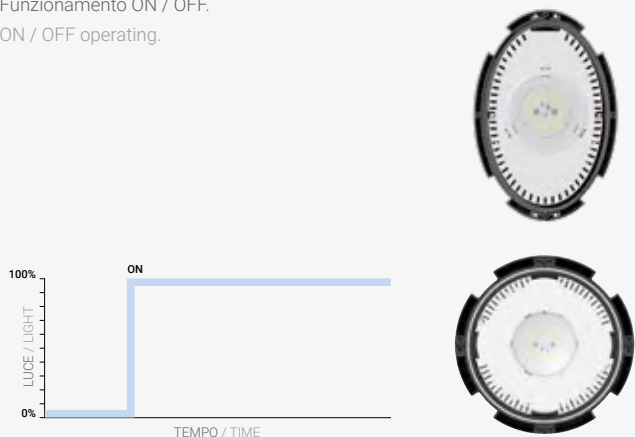 Funzionamento ON / OFF.
ON / OFF operating.
ON
100%
LUCE / LIGHT
0%
TEMPO / TIME